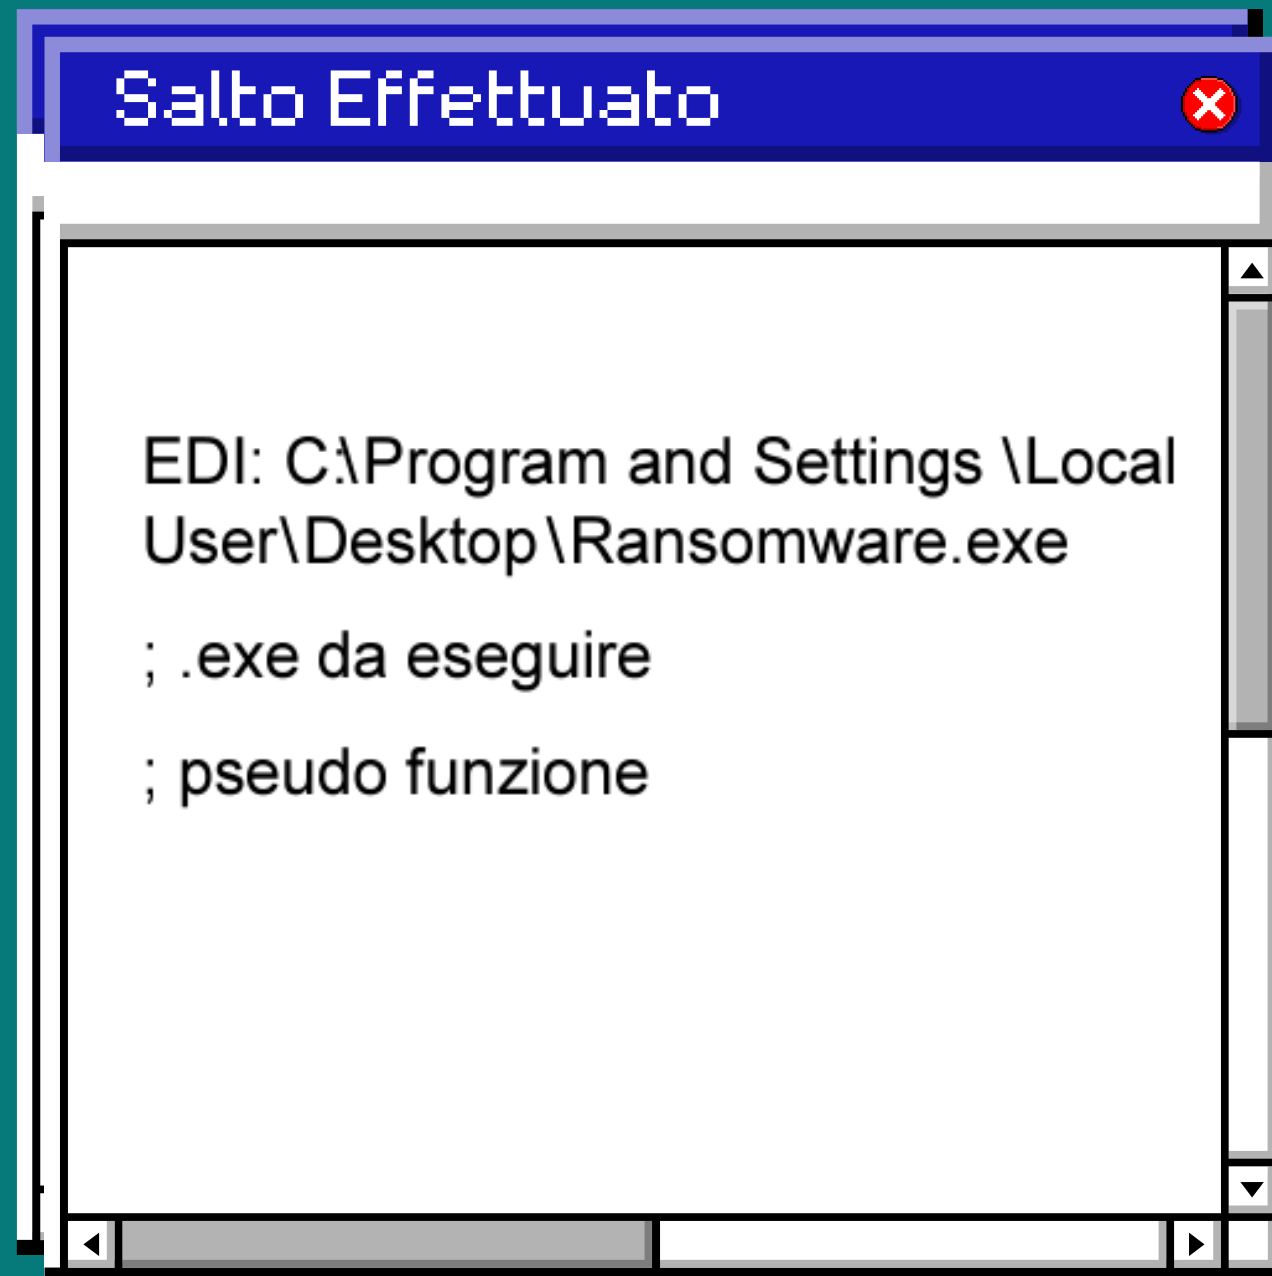 Salto Effettuato
EDI: C:\Program and Settings \Local
User\Desktop\Ransomware.exe
; .exe da eseguire
; pseudo funzione